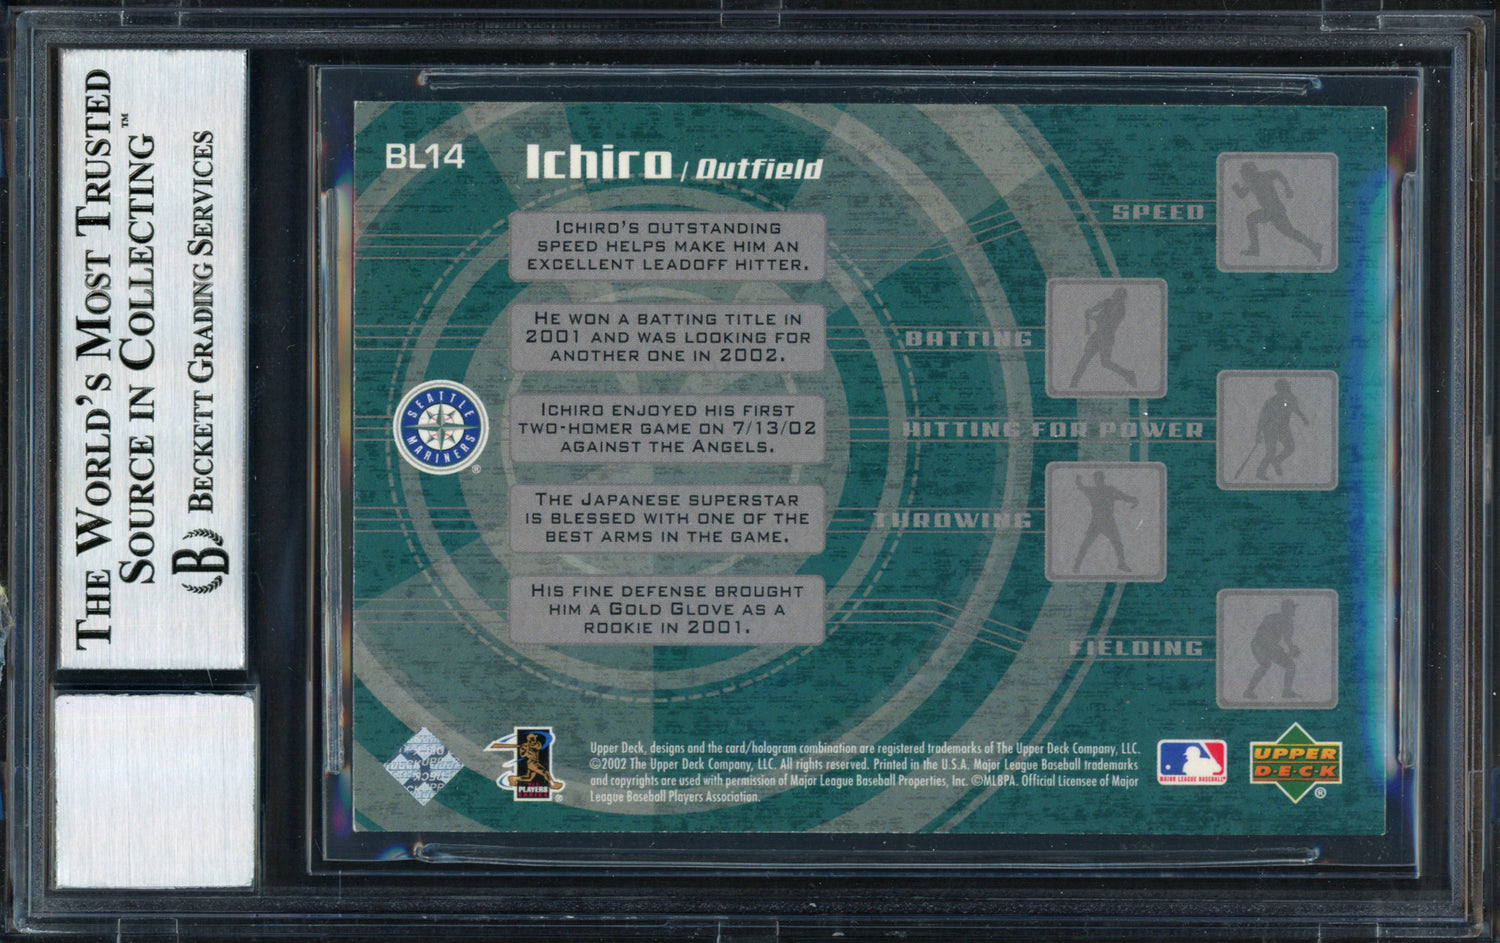 THE WORLD'S MOST TRUSTED
SOURCE IN COLLECTING™
BECKETT GRADING SERVICES
B
BL14
Ichiro / Outfield
ICHIRO'S OUTSTANDING
SPEED HELPS MAKE HIM AN
EXCELLENT LEADOFF HITTER.
HE WON A BATTING TITLE IN
2001 AND WAS LOOKING FOR
ANOTHER ONE IN 2002.
ICHIRO ENJOYED HIS FIRST
TWO-HOMER GAME ON 7/13/02
AGAINST THE ANGELS.
THE JAPANESE SUPERSTAR
IS BLESSED WITH ONE OF THE
BEST ARMS IN THE GAME.
HIS FINE DEFENSE BROUGHT
HIM A GOLD GLOVE AS A
ROOKIE IN 2001.
SPEED
BATTING
HITTING FOR POWER
THROWING
FIELDING
SEATTLE
MARINERS
®
PLAYERS
CHOICE
®
Upper Deck, designs and the card/hologram combination are registered trademarks of The Upper Deck Company, LLC.
©2002 The Upper Deck Company, LLC. All rights reserved. Printed in the U.S.A. Major League Baseball trademarks
and copyrights are used with permission of Major League Baseball Properties, Inc. ©MLBPA. Official Licensee of Major
League Baseball Players Association.
MAJOR LEAGUE BASEBALL
UPPER
D·E·C·K
®